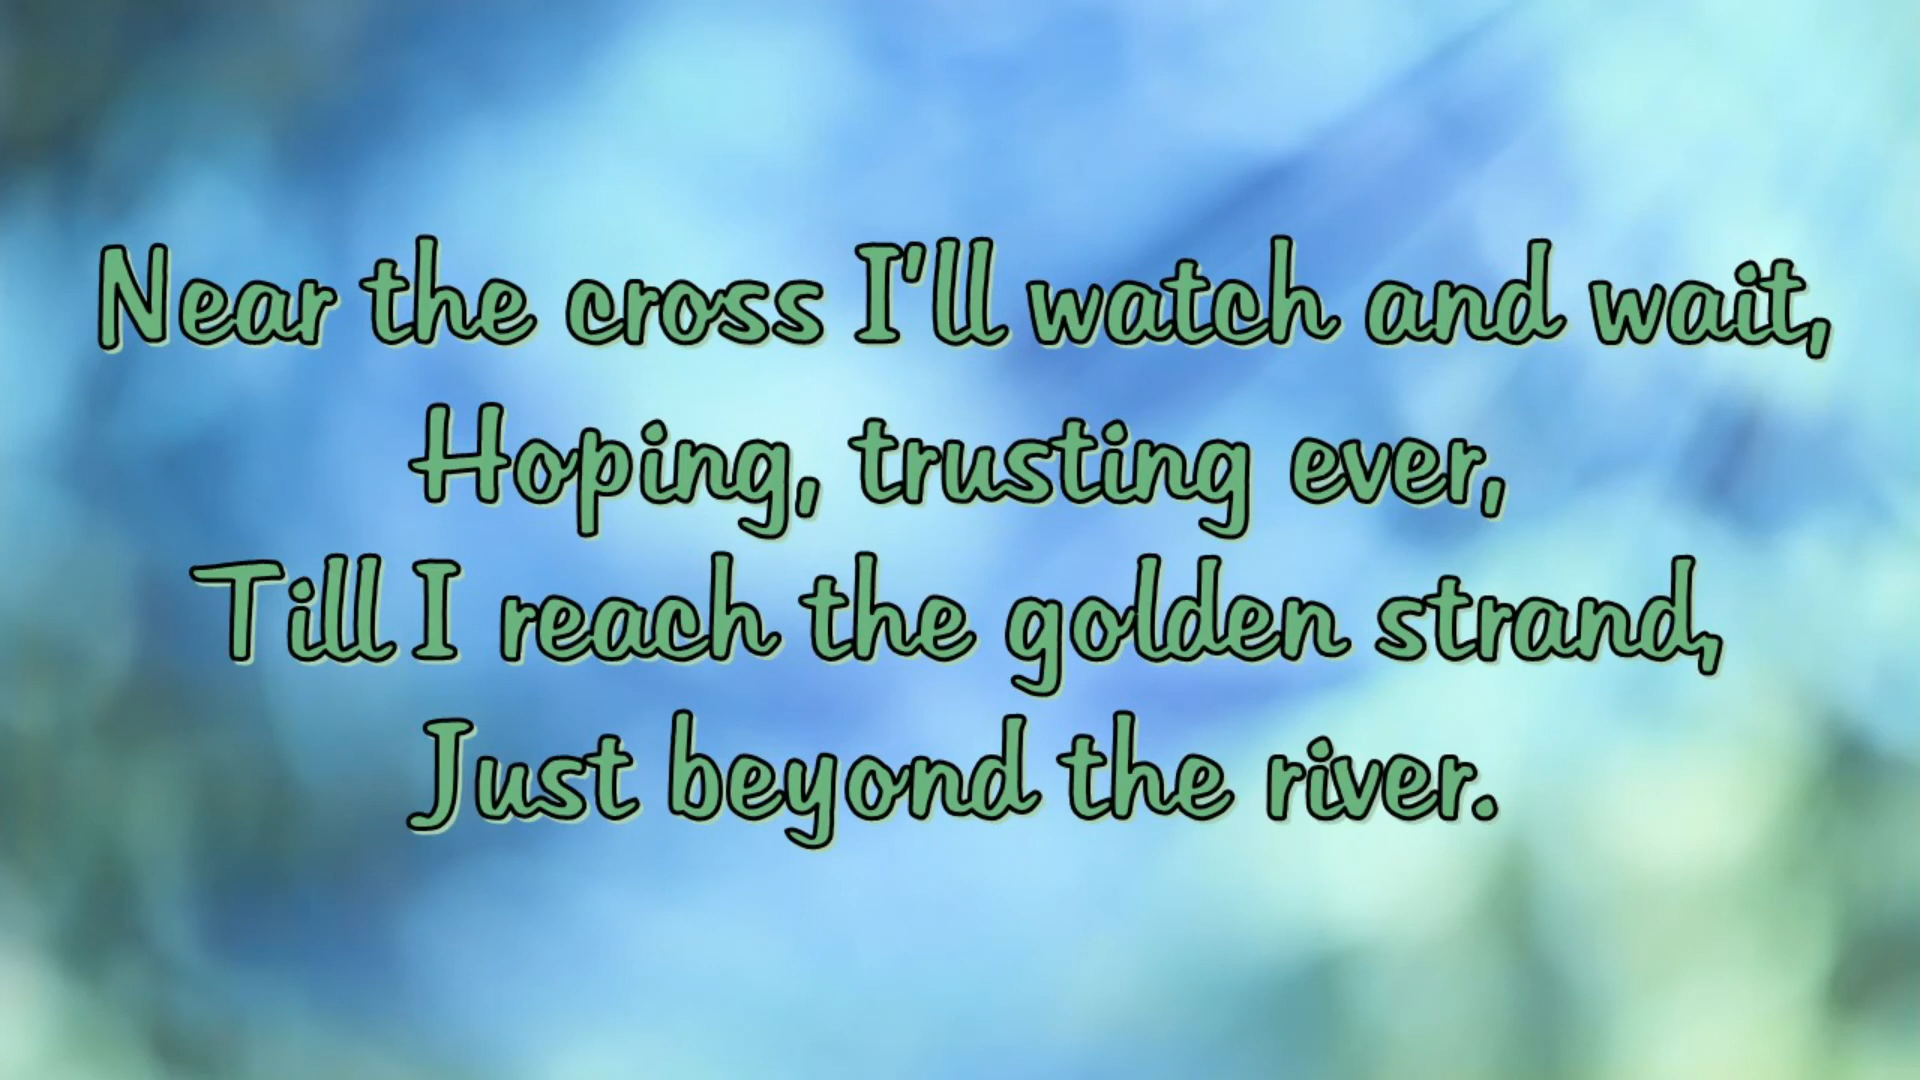 Near the cross I'll watch and wait,
Hoping, trusting ever,
Till I reach the golden strand,
Just beyond the river.